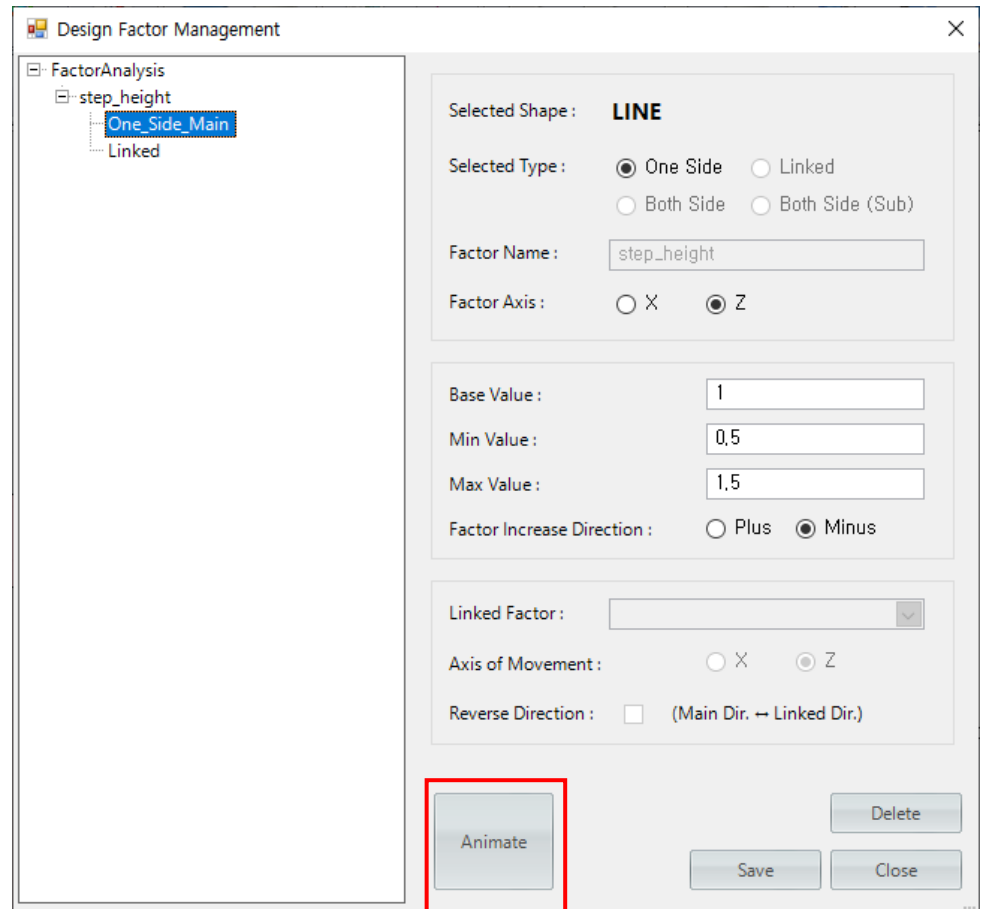 Design Factor Management
FactorAnalysis
step_height
One_Side_Main
Linked
Selected Shape : LINE
Selected Type : One Side Linked
Both Side Both Side (Sub)
Factor Name : step_height
Factor Axis : X Z
Base Value : 1
Min Value : 0,5
Max Value : 1,5
Factor Increase Direction : Plus Minus
Linked Factor :
Axis of Movement : X Z
Reverse Direction : (Main Dir. ↔ Linked Dir.)
Animate
Delete
Save Close